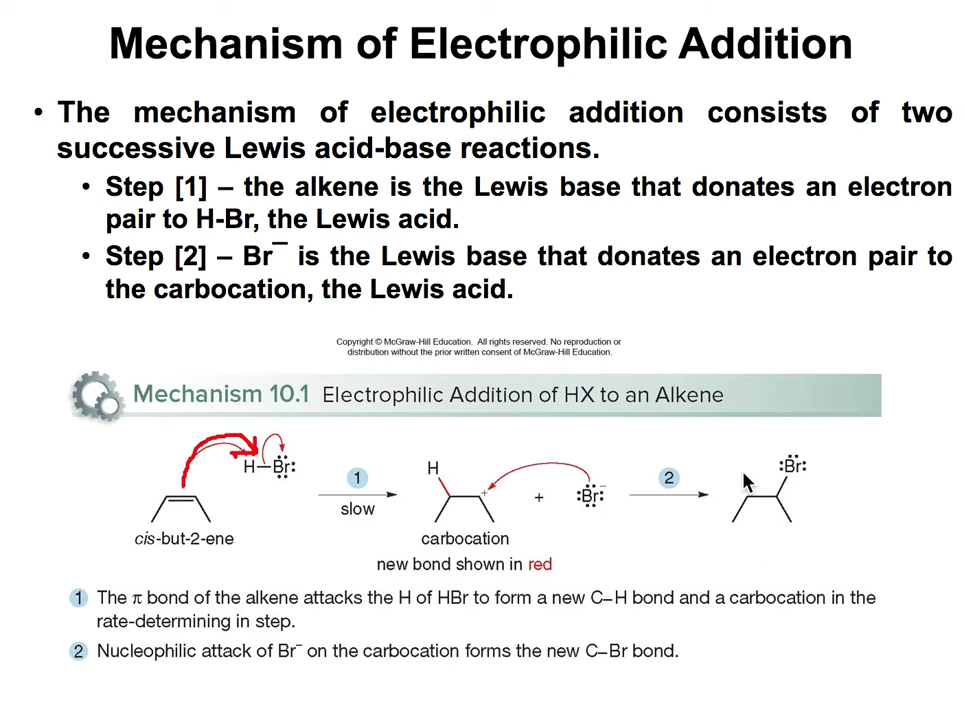 Mechanism of Electrophilic Addition
• The mechanism of electrophilic addition consists of two
successive Lewis acid-base reactions.
• Step [1] – the alkene is the Lewis base that donates an electron
pair to H-Br, the Lewis acid.
• Step [2] – Br⁻ is the Lewis base that donates an electron pair to
the carbocation, the Lewis acid.
Copyright © McGraw-Hill Education. All rights reserved. No reproduction or
distribution without the prior written consent of McGraw-Hill Education.
Mechanism 10.1 Electrophilic Addition of HX to an Alkene
H–Br
1
slow
H
+
+
Br⁻
2
Br
cis-but-2-ene
carbocation
new bond shown in red
1 The π bond of the alkene attacks the H of HBr to form a new C–H bond and a carbocation in the
rate-determining in step.
2 Nucleophilic attack of Br⁻ on the carbocation forms the new C–Br bond.